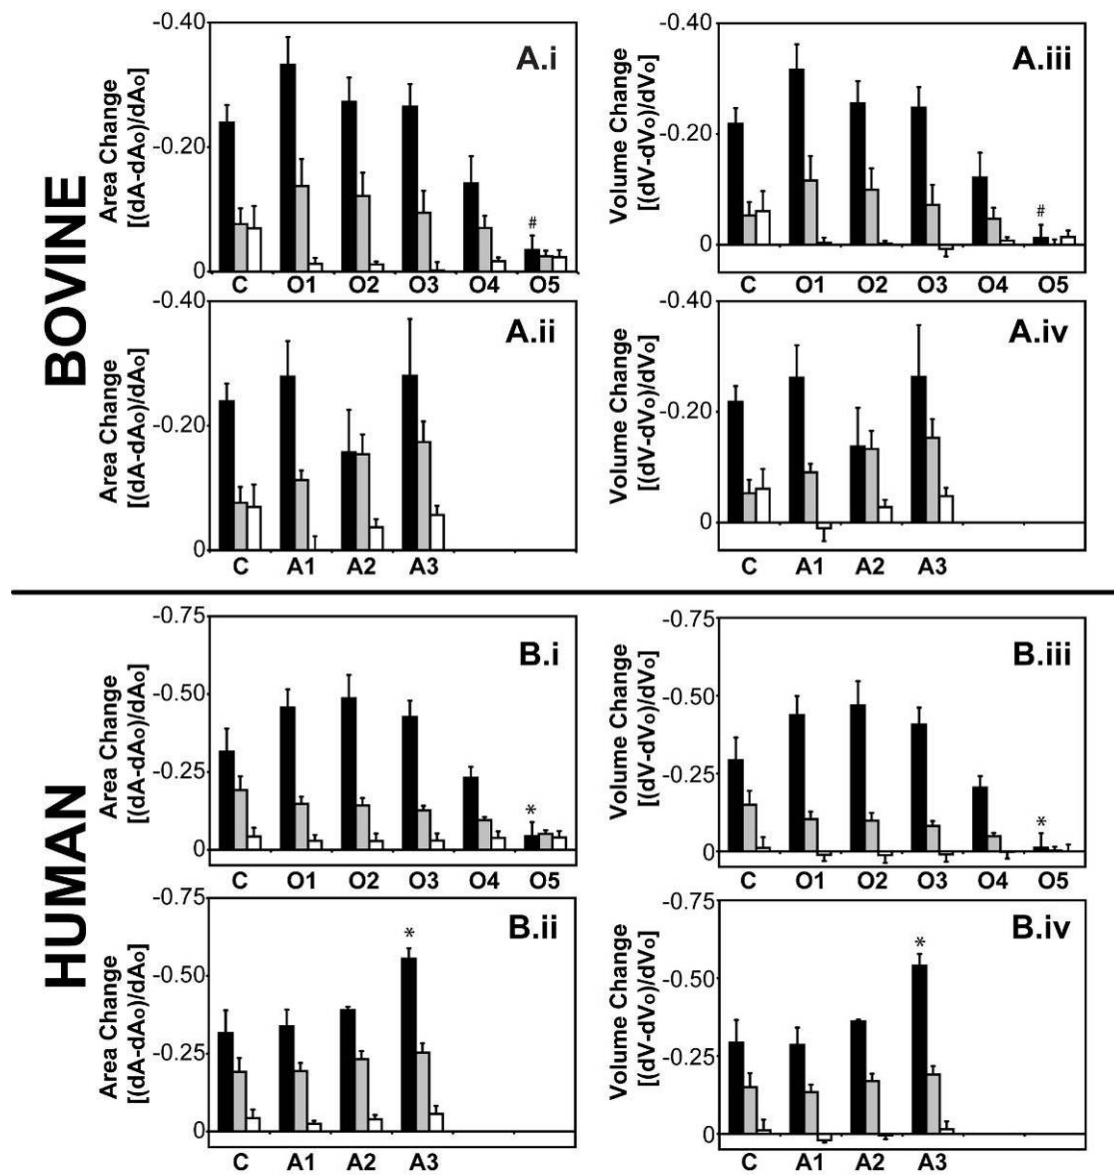 BOVINE
A.i
Area Change
[(dA-dAo)/dAo]
-0.40
-0.20
0
#
C O1 O2 O3 O4 O5
A.iii
Volume Change
[(dV-dVo)/dVo]
-0.40
-0.20
0
#
C O1 O2 O3 O4 O5
A.ii
Area Change
[(dA-dAo)/dAo]
-0.40
-0.20
0
C A1 A2 A3
A.iv
Volume Change
[(dV-dVo)/dVo]
-0.40
-0.20
0
C A1 A2 A3
HUMAN
B.i
Area Change
[(dA-dAo)/dAo]
-0.75
-0.50
-0.25
0
*
C O1 O2 O3 O4 O5
B.iii
Volume Change
[(dV-dVo)/dVo]
-0.75
-0.50
-0.25
0
*
C O1 O2 O3 O4 O5
B.ii
Area Change
[(dA-dAo)/dAo]
-0.75
-0.50
-0.25
0
*
C A1 A2 A3
B.iv
Volume Change
[(dV-dVo)/dVo]
-0.75
-0.50
-0.25
0
*
C A1 A2 A3